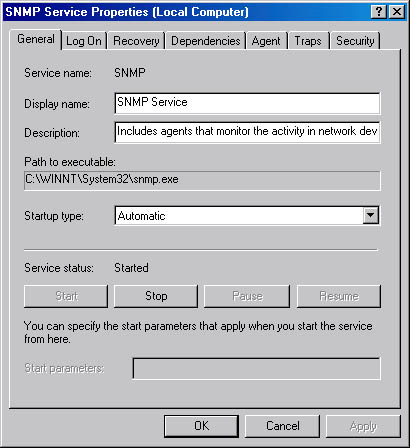 SNMP Service Properties (Local Computer)
General Log On Recovery Dependencies Agent Traps Security
Service name: SNMP
Display name: SNMP Service
Description: Includes agents that monitor the activity in network dev
Path to executable:
C:\WINNT\System32\snmp.exe
Startup type: Automatic
Service status: Started
Start Stop Pause Resume
You can specify the start parameters that apply when you start the service
from here.
Start parameters:
OK Cancel Apply